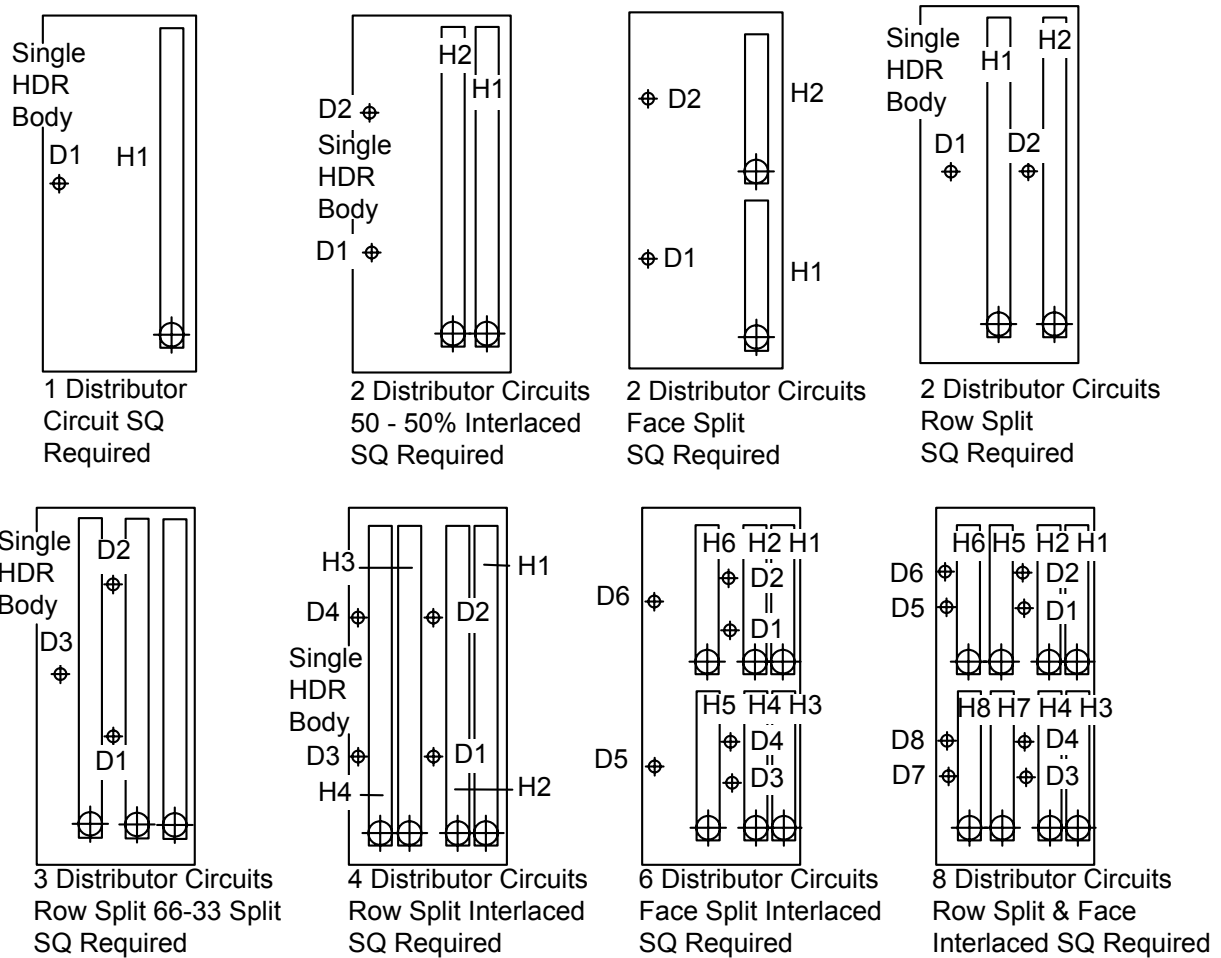 Single
HDR
Body
D1
H1
1 Distributor
Circuit SQ
Required
H2
H1
D2
Single
HDR
Body
D1
2 Distributor Circuits
50 - 50% Interlaced
SQ Required
D2
H2
D1
H1
2 Distributor Circuits
Face Split
SQ Required
Single
HDR
Body
H1
H2
D1
D2
2 Distributor Circuits
Row Split
SQ Required
Single
HDR
Body
D2
D3
D1
3 Distributor Circuits
Row Split 66-33 Split
SQ Required
H3
H1
D4
D2
Single
HDR
Body
D3
D1
H4
H2
4 Distributor Circuits
Row Split Interlaced
SQ Required
H6 H2 H1
D2
D6
D1
H5 H4 H3
D4
D5
D3
6 Distributor Circuits
Face Split Interlaced
SQ Required
H6 H5 H2 H1
D6
D2
D5
D1
H8 H7 H4 H3
D8
D4
D7
D3
8 Distributor Circuits
Row Split & Face
Interlaced SQ Required